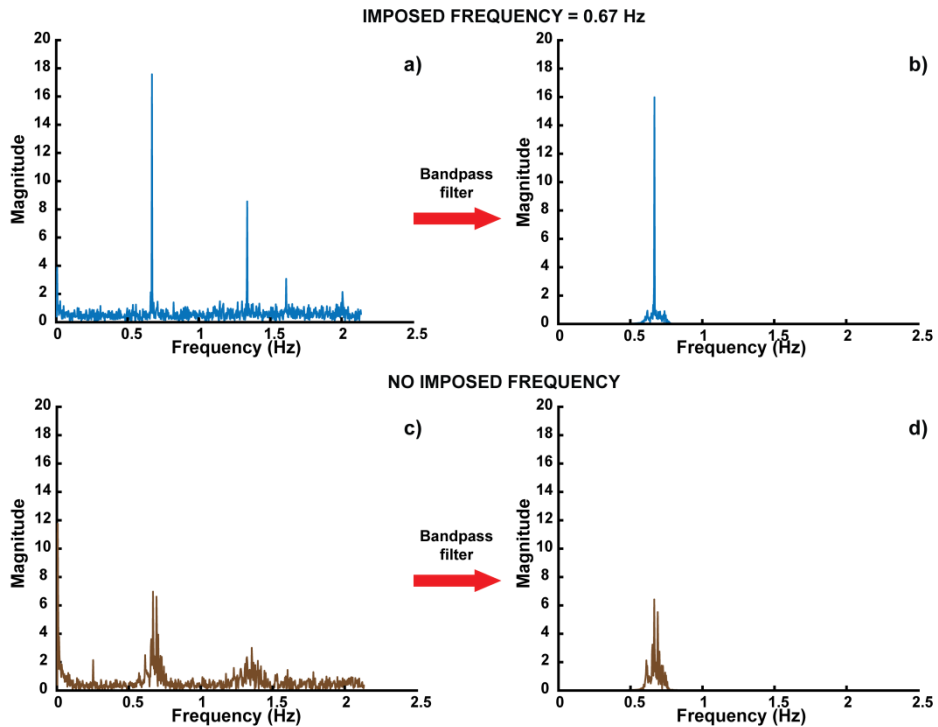 IMPOSED FREQUENCY = 0.67 Hz
a)
20
18
16
14
12
10
8
6
4
2
0
Magnitude
0 0.5 1 1.5 2 2.5
Frequency (Hz)
Bandpass
filter
b)
20
18
16
14
12
10
8
6
4
2
0
Magnitude
0 0.5 1 1.5 2 2.5
Frequency (Hz)
NO IMPOSED FREQUENCY
c)
20
18
16
14
12
10
8
6
4
2
0
Magnitude
0 0.5 1 1.5 2 2.5
Frequency (Hz)
Bandpass
filter
d)
20
18
16
14
12
10
8
6
4
2
0
Magnitude
0 0.5 1 1.5 2 2.5
Frequency (Hz)